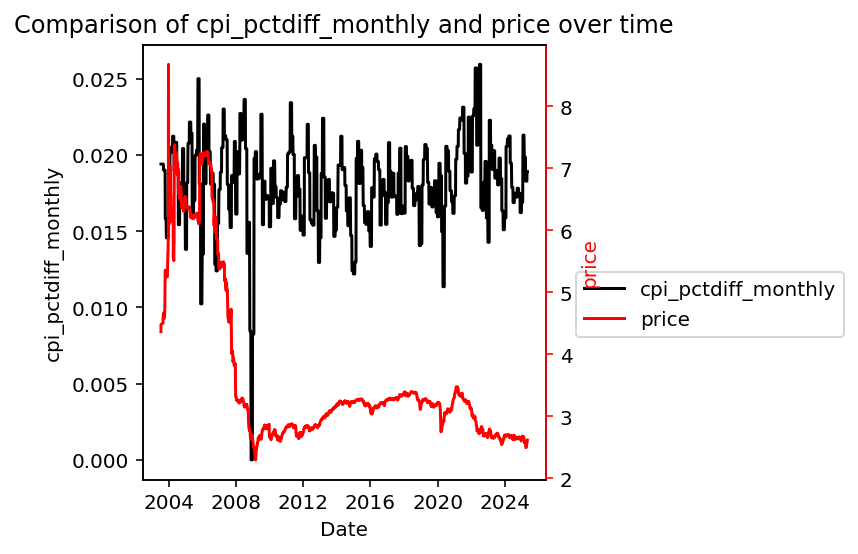 Comparison of cpi_pctdiff_monthly and price over time
cpi_pctdiff_monthly
0.025
0.020
0.015
0.010
0.005
0.000
8
7
6
5
4
3
2
price
cpi_pctdiff_monthly
price
2004 2008 2012 2016 2020 2024
Date